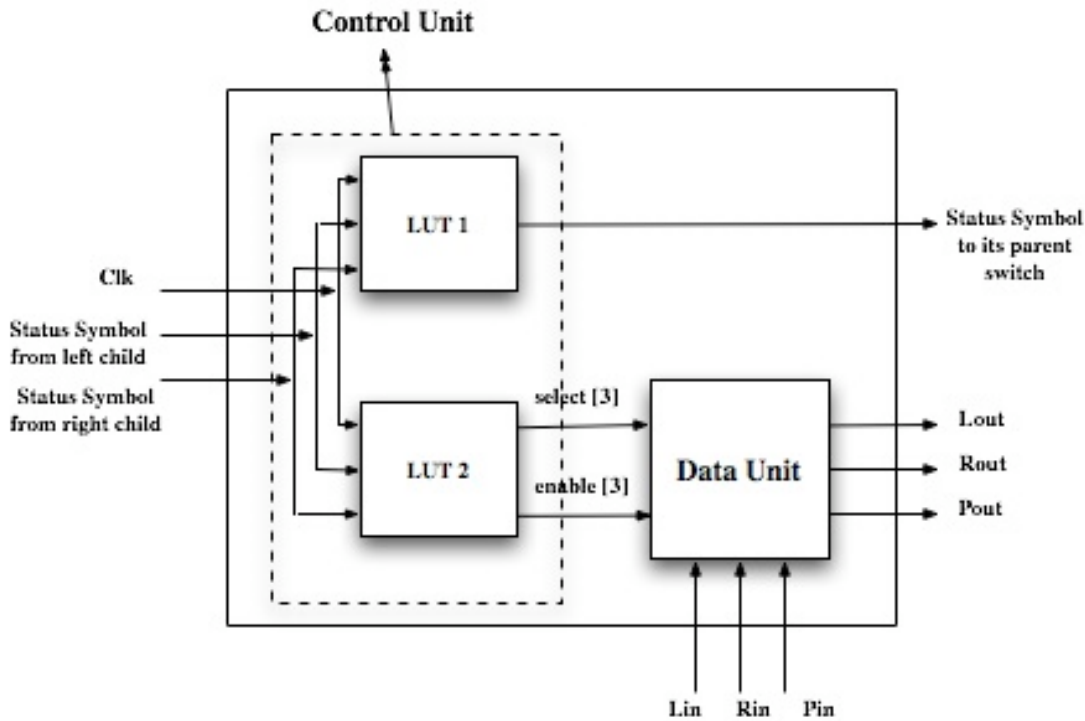 Control Unit
LUT 1
Status Symbol
to its parent
switch
Clk
Status Symbol
from left child
Status Symbol
from right child
select [3]
LUT 2
enable [3]
Data Unit
Lout
Rout
Pout
Lin
Rin
Pin